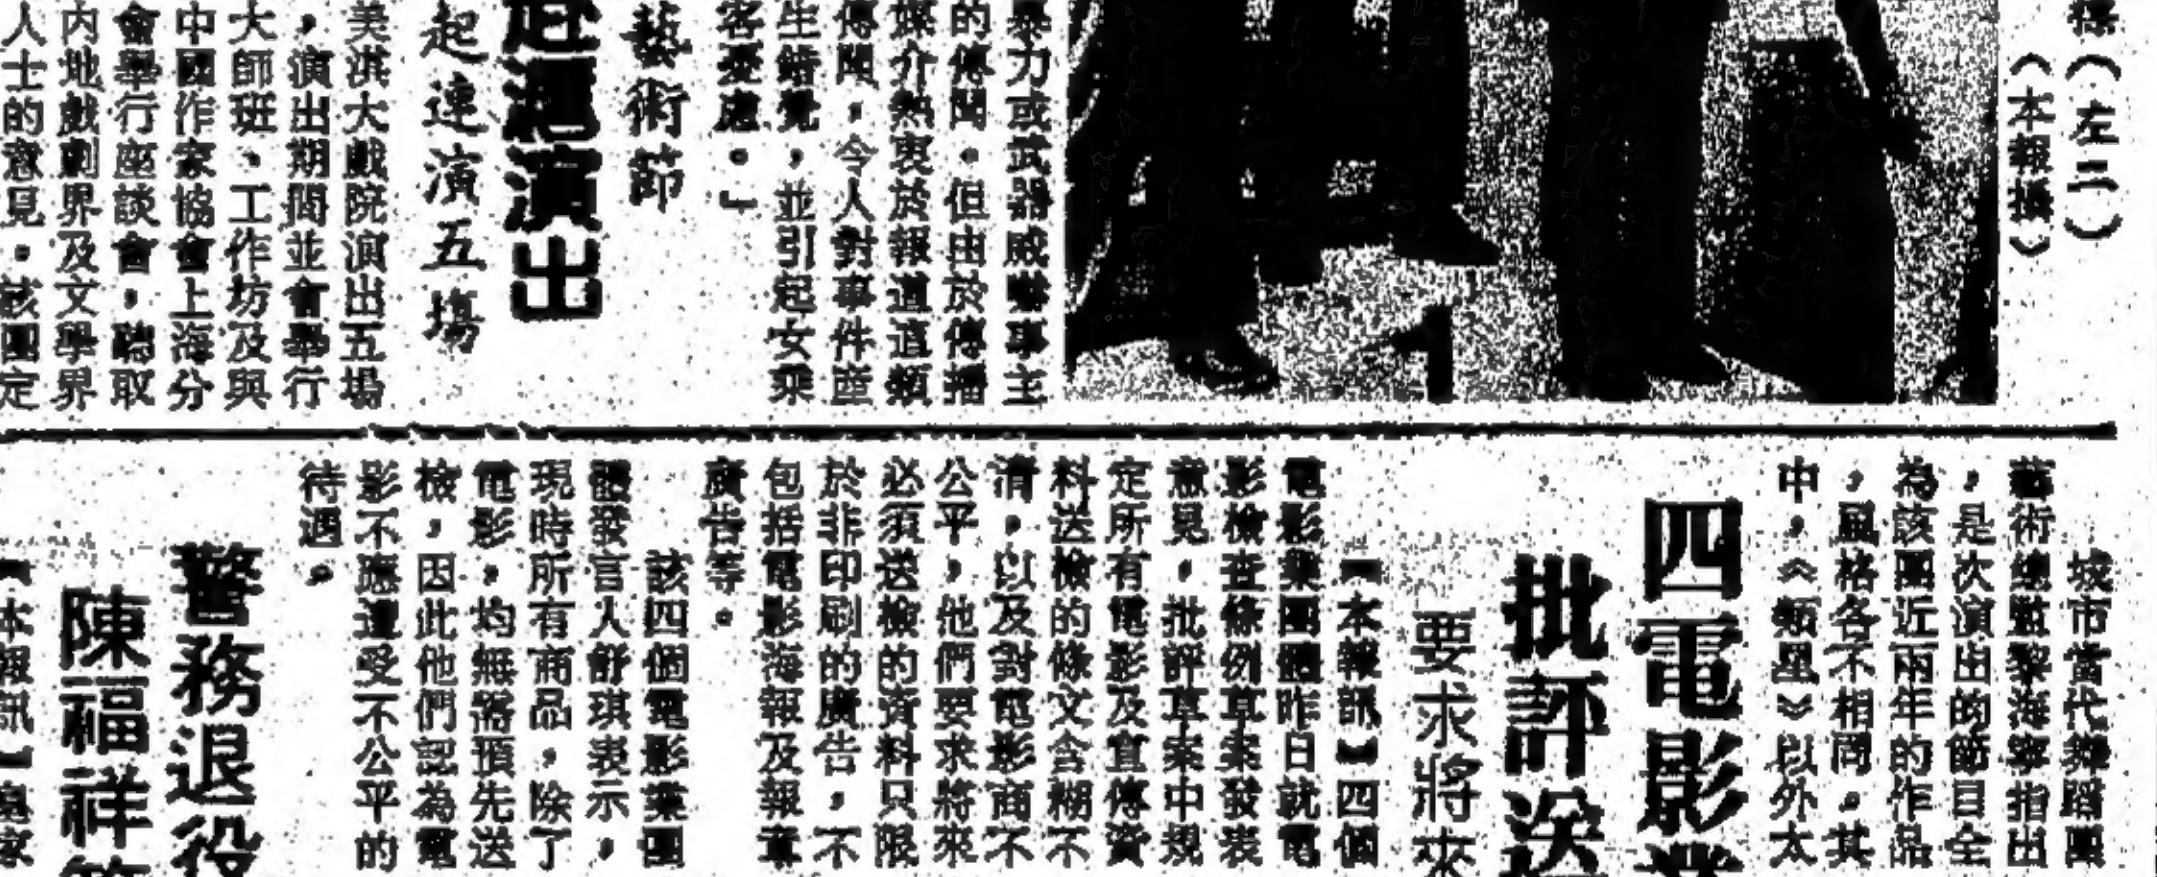 樣（左三）
（本報攝）
暴力或武器威嚇事主
的傳聞。但由於傳播
媒介熱衷於報道這類
傳聞，令人對事件產
生錯覺，並引起女乘
客憂慮。」
藝術節
赴滬演出
起連演五場
美淇大戲院演出五場
，演出期間並會舉行
大師班、工作坊及與
中國作家協會上海分
會舉行座談會，聽取
內地戲劇界及文學界
人士的意見。該團定
城市當代舞蹈團
藝術總監黎海寧指出
，是次演出的節目全
為該團近兩年的作品
，風格各不相同。其
中，《類星》以外太
四電影業
批評送
要求將來
【本報訊】四個
電影業團體昨日就電
影檢查條例草案發表
意見，批評草案中規
定所有電影及宣傳資
料送檢的條文含糊不
清，以及對電影商不
公平，他們要求將來
必須送檢的資料只限
於非印刷的廣告，不
包括電影海報及報章
廣告等。
該四個電影業團
體發言人舒琪表示，
現時所有商品，除了
電影，均無需預先送
檢，因此他們認為電
影不應遭受不公平的
待遇。
警務退役
陳福祥
【本報訊】皇家